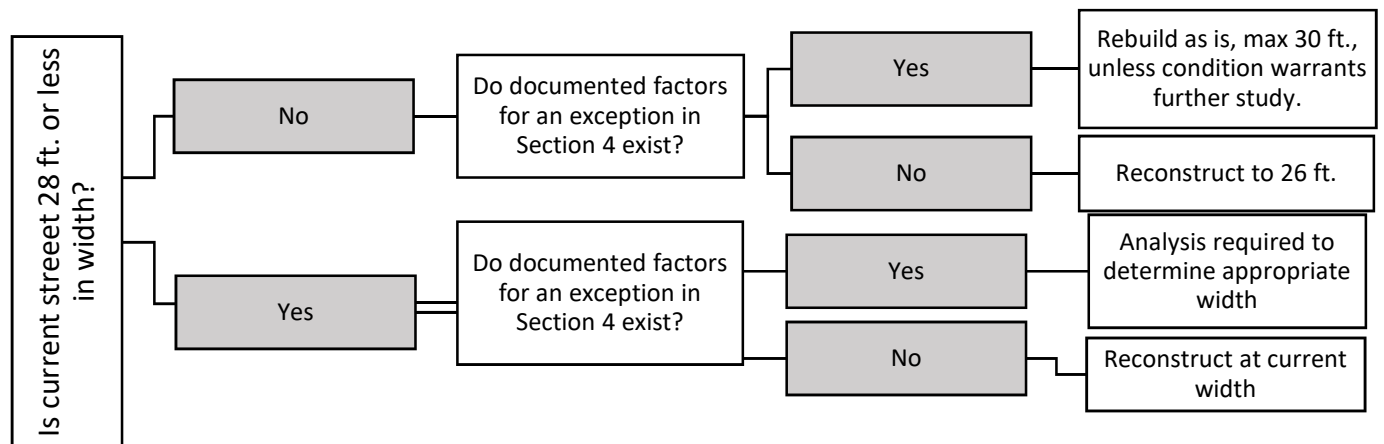 Is current streeet 28 ft. or less
in width?
No
Do documented factors
for an exception in
Section 4 exist?
Yes
Rebuild as is, max 30 ft.,
unless condition warrants
further study.
No
Reconstruct to 26 ft.
Yes
Do documented factors
for an exception in
Section 4 exist?
Yes
Analysis required to
determine appropriate
width
No
Reconstruct at current
width